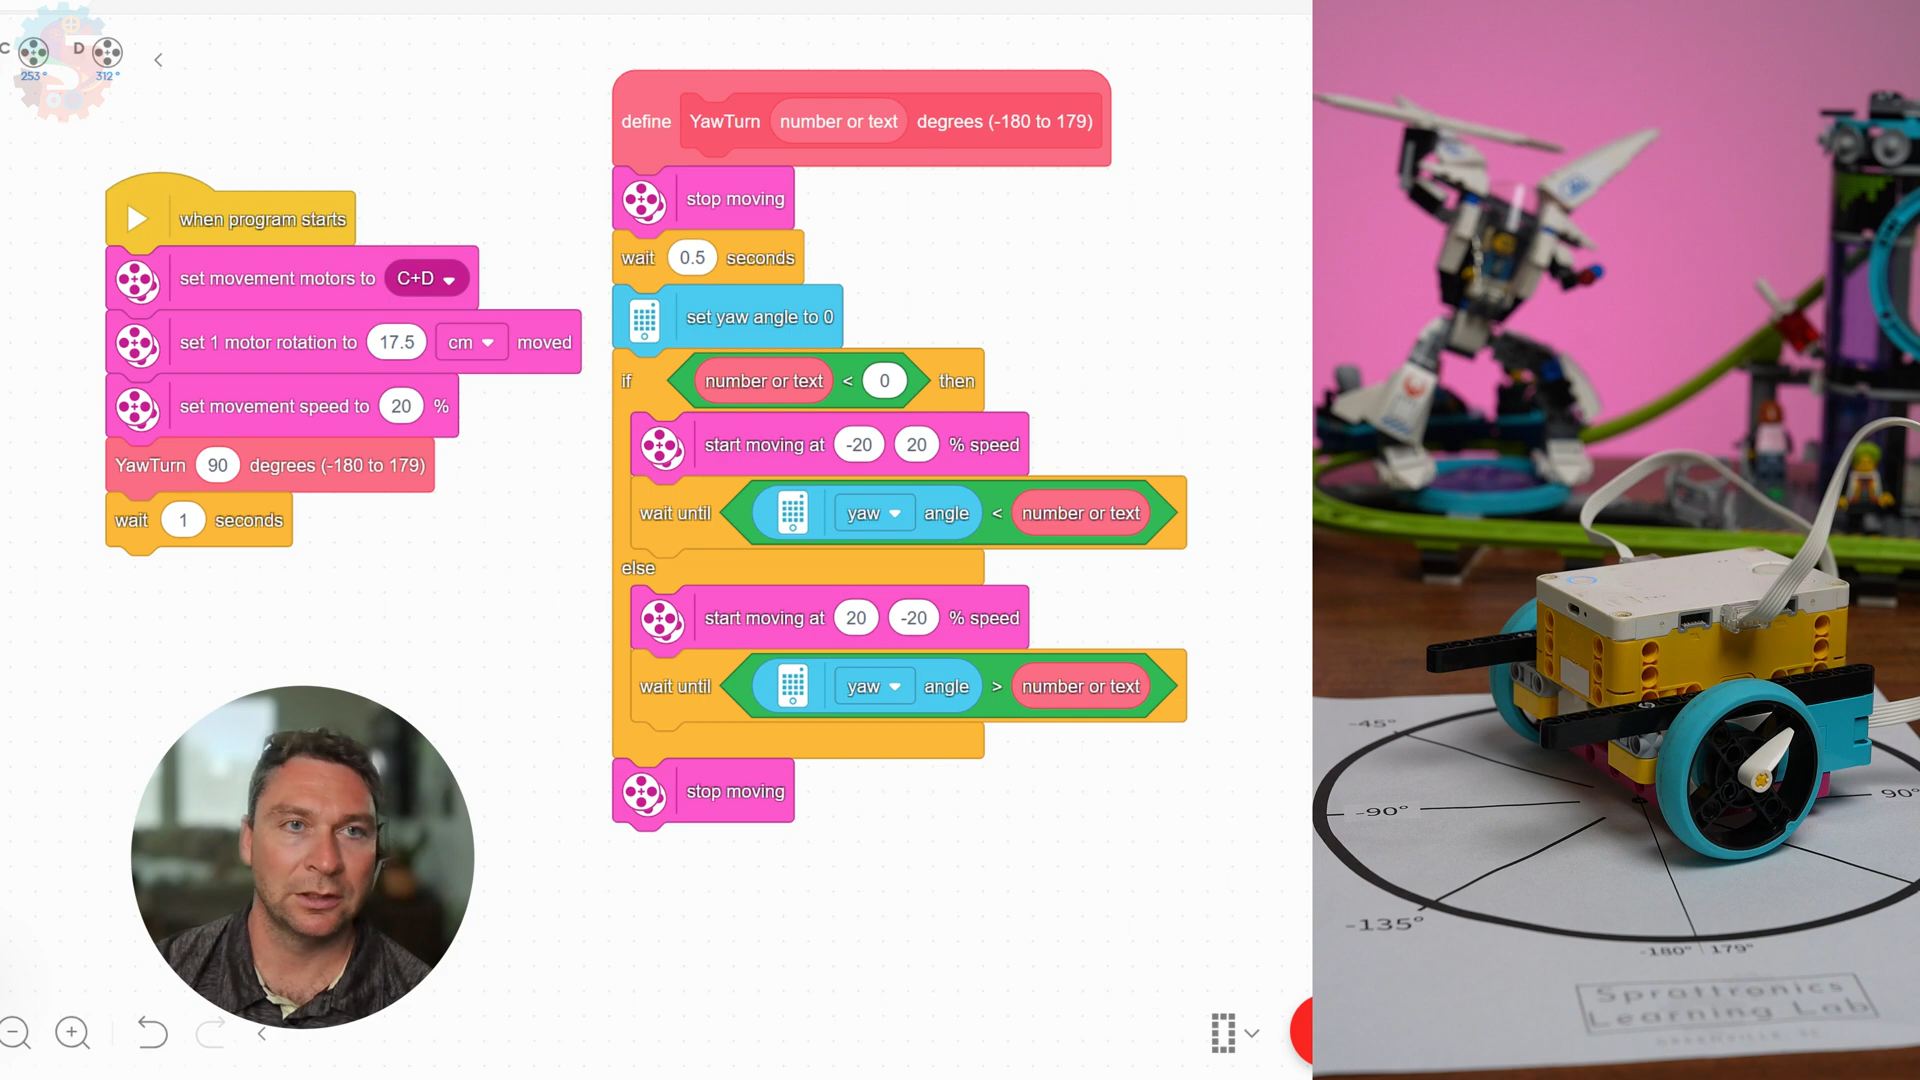 C D
253° 312°
when program starts
set movement motors to C+D
set 1 motor rotation to 17.5 cm moved
set movement speed to 20 %
YawTurn 90 degrees (-180 to 179)
wait 1 seconds
define YawTurn number or text degrees (-180 to 179)
stop moving
wait 0.5 seconds
set yaw angle to 0
if number or text < 0 then
start moving at -20 20 % speed
wait until yaw angle < number or text
else
start moving at 20 -20 % speed
wait until yaw angle > number or text
stop moving
-45°
-90° 90°
-135°
-180° 179°
Sprattronics
Learning Lab